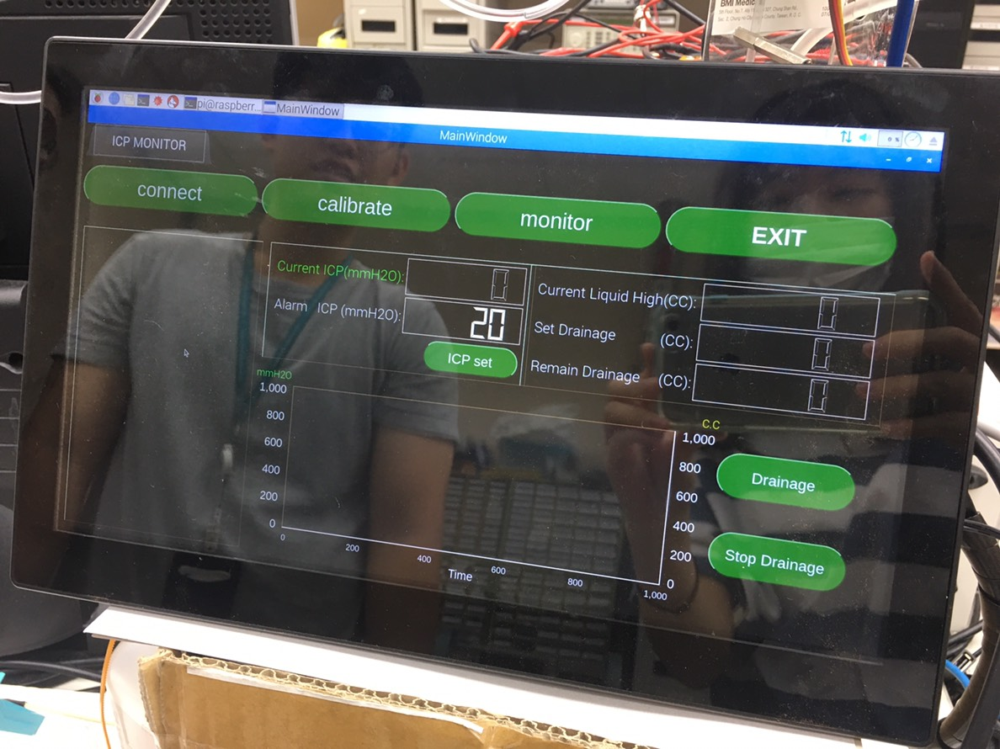 BMI Medic
pi@raspberr... MainWindow
MainWindow
ICP MONITOR
connect
calibrate
monitor
EXIT
Current ICP(mmH2O): 0
Alarm ICP (mmH2O): 20
ICP set
Current Liquid High(CC): 0
Set Drainage (CC): 0
Remain Drainage (CC): 0
mmH2O
1,000
800
600
400
200
0
0 200 400 600 800 1,000
Time
C.C
1,000
800
600
400
200
0
Drainage
Stop Drainage